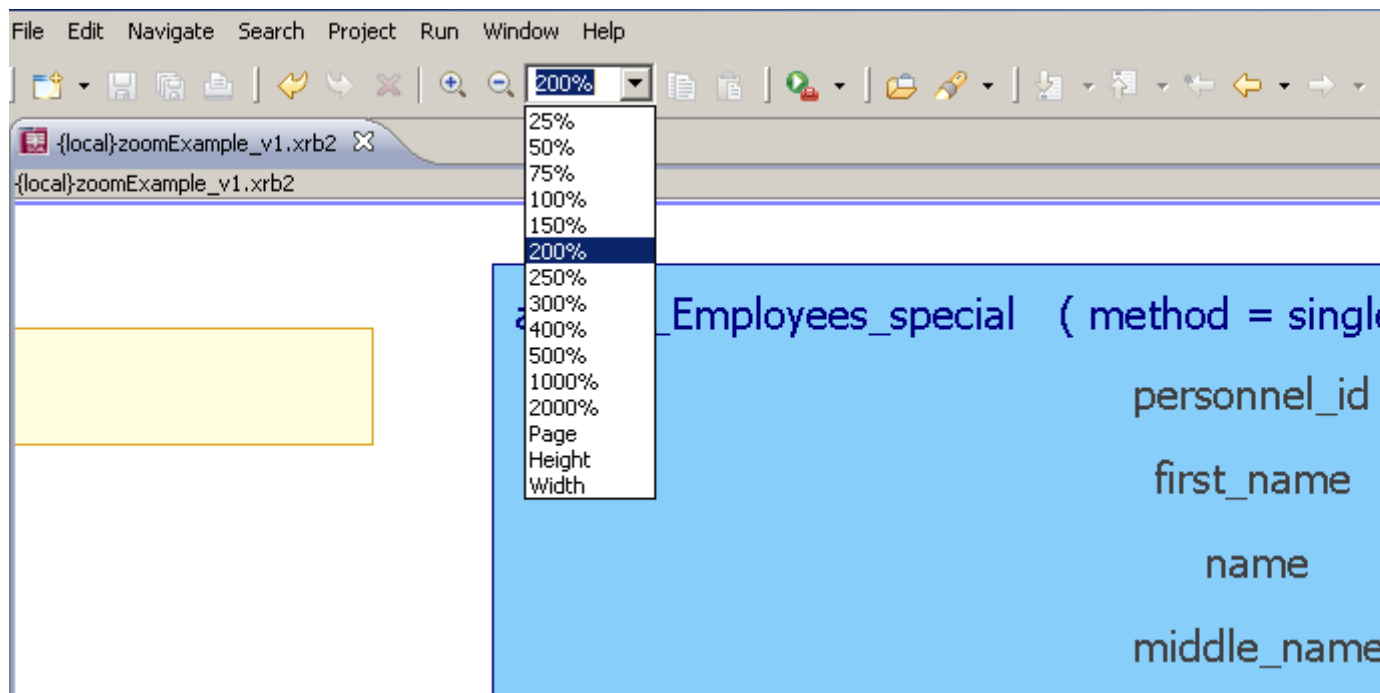 File Edit Navigate Search Project Run Window Help
200%
{local}zoomExample_v1.xrb2
{local}zoomExample_v1.xrb2
25%
50%
75%
100%
150%
200%
250%
300%
400%
500%
1000%
2000%
Page
Height
Width
_Employees_special ( method = single
personnel_id
first_name
name
middle_name